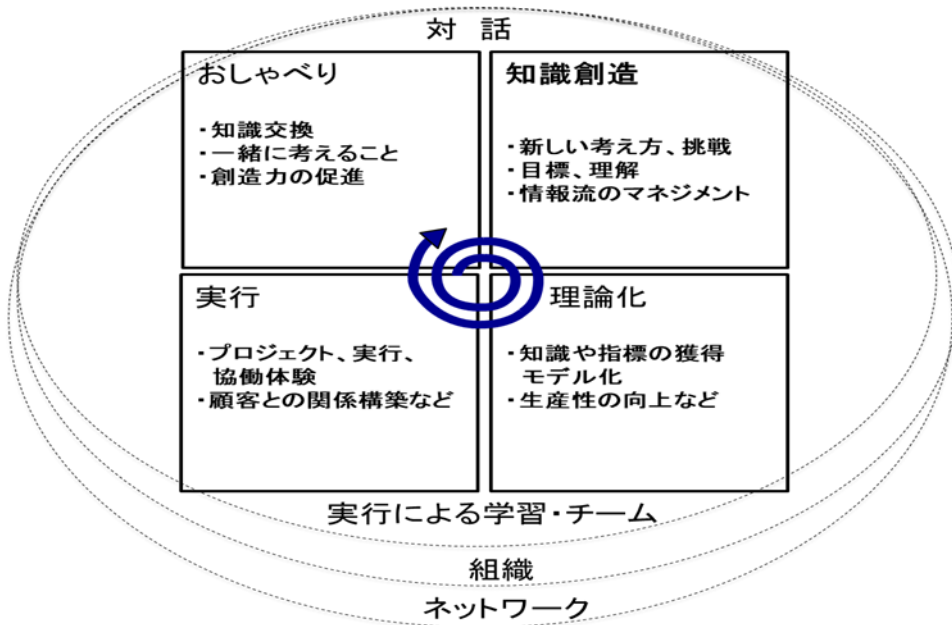 対 話
おしゃべり
・知識交換
・一緒に考えること
・創造力の促進
知識創造
・新しい考え方、挑戦
・目標、理解
・情報流のマネジメント
実行
・プロジェクト、実行、
協働体験
・顧客との関係構築など
理論化
・知識や指標の獲得
モデル化
・生産性の向上など
実行による学習・チーム
組織
ネットワーク